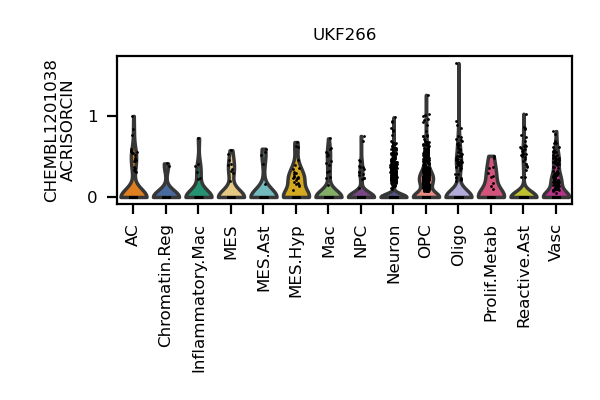 UKF266
CHEMBL1201038
ACRISORCIN
1
0
AC
Chromatin.Reg
Inflammatory.Mac
MES
MES.Ast
MES.Hyp
Mac
NPC
Neuron
OPC
Oligo
Prolif.Metab
Reactive.Ast
Vasc